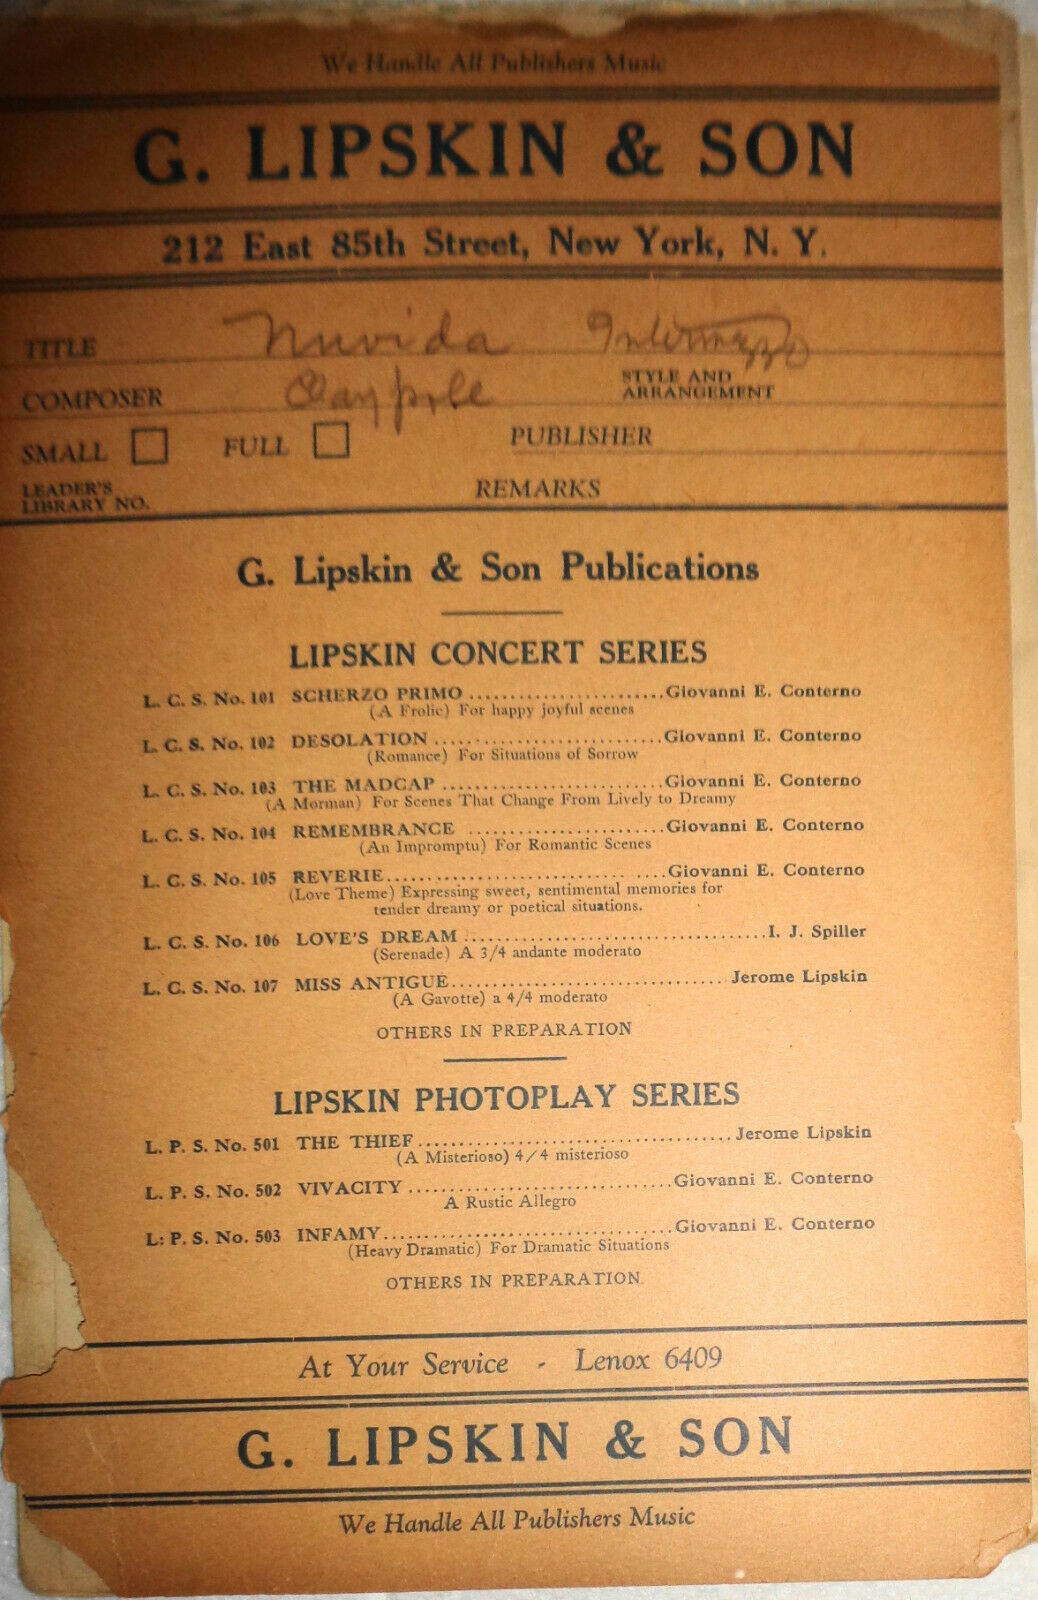 We Handle All Publishers Music
G. LIPSKIN & SON
212 East 85th Street, New York, N. Y.
TITLE Nuvida Intermezzo
COMPOSER Claypole STYLE AND ARRANGEMENT
SMALL FULL PUBLISHER
LEADER'S LIBRARY NO. REMARKS
G. Lipskin & Son Publications
LIPSKIN CONCERT SERIES
L. C. S. No. 101 SCHERZO PRIMO ........................Giovanni E. Conterno
(A Frolic) For happy joyful scenes
L. C. S. No. 102 DESOLATION ............................Giovanni E. Conterno
(Romance) For Situations of Sorrow
L. C. S. No. 103 THE MADCAP ...........................Giovanni E. Conterno
(A Morman) For Scenes That Change From Lively to Dreamy
L. C. S. No. 104 REMEMBRANCE ........................Giovanni E. Conterno
(An Impromptu) For Romantic Scenes
L. C. S. No. 105 REVERIE.............................. ....Giovanni E. Conterno
(Love Theme) Expressing sweet, sentimental memories for
tender dreamy or poetical situations.
L. C. S. No. 106 LOVE'S DREAM .....................................I. J. Spiller
(Serenade) A 3/4 andante moderato
L. C. S. No. 107 MISS ANTIGUE.................................Jerome Lipskin
(A Gavotte) a 4/4 moderato
OTHERS IN PREPARATION
LIPSKIN PHOTOPLAY SERIES
L. P. S. No. 501 THE THIEF.......................................Jerome Lipskin
(A Misterioso) 4/4 misterioso
L. P. S. No. 502 VIVACITY ................................Giovanni E. Conterno
A Rustic Allegro
L: P. S. No. 503 INFAMY...................................Giovanni E. Conterno
(Heavy Dramatic) For Dramatic Situations
OTHERS IN PREPARATION
At Your Service - Lenox 6409
G. LIPSKIN & SON
We Handle All Publishers Music